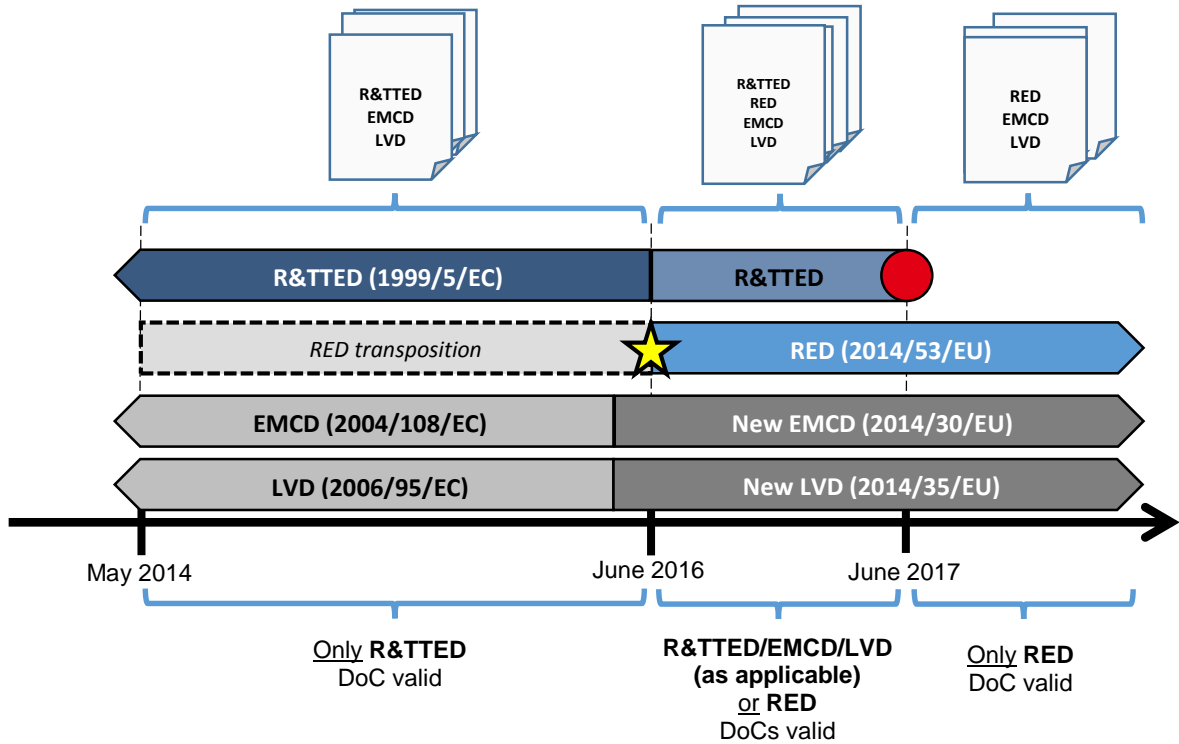 R&TTED
EMCD
LVD
R&TTED
RED
EMCD
LVD
RED
EMCD
LVD
R&TTED (1999/5/EC)
R&TTED
RED transposition
RED (2014/53/EU)
EMCD (2004/108/EC)
New EMCD (2014/30/EU)
LVD (2006/95/EC)
New LVD (2014/35/EU)
May 2014
June 2016
June 2017
Only R&TTED
DoC valid
R&TTED/EMCD/LVD
(as applicable)
or RED
DoCs valid
Only RED
DoC valid